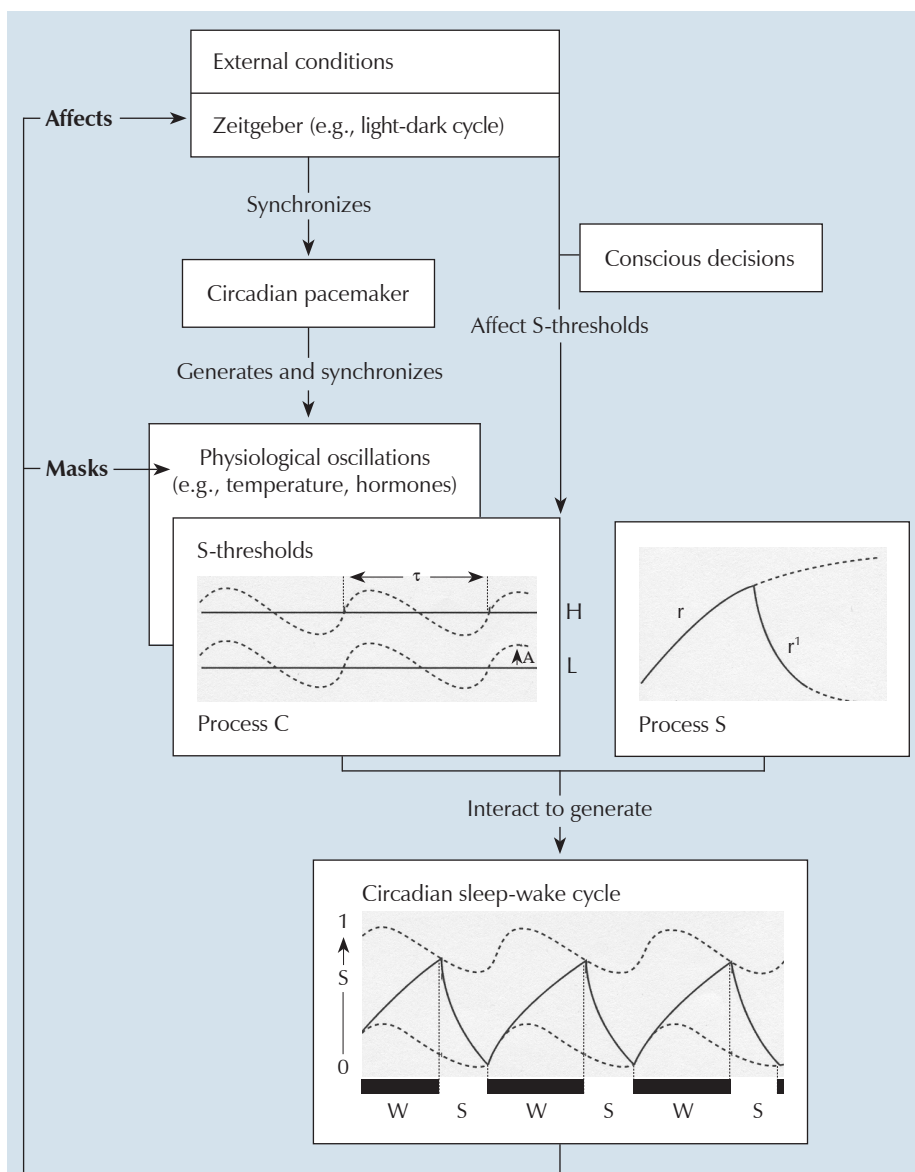 External conditions
Affects
Zeitgeber (e.g., light-dark cycle)
Synchronizes
Conscious decisions
Circadian pacemaker
Affect S-thresholds
Generates and synchronizes
Masks
Physiological oscillations
(e.g., temperature, hormones)
S-thresholds
τ
H
A
L
Process C
r
r¹
Process S
Interact to generate
Circadian sleep-wake cycle
1
S
0
W S W S W S